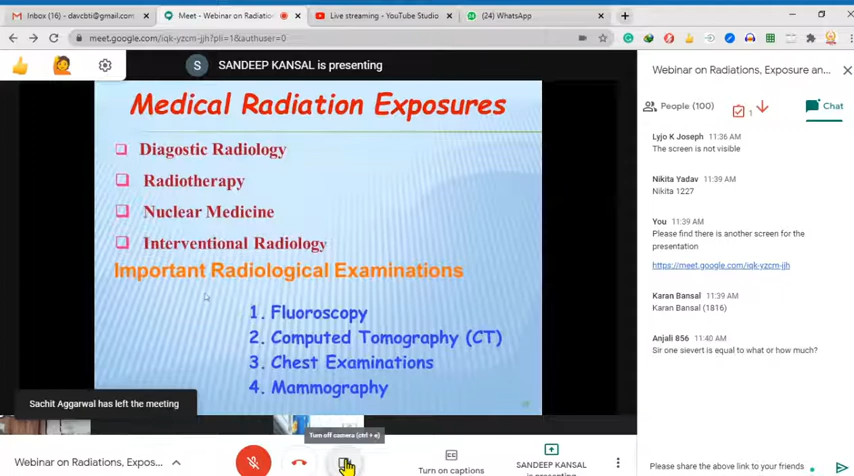 Inbox (16) - davcbti@gmail.com
Meet - Webinar on Radiation
Live streaming - YouTube Studio
(24) WhatsApp
meet.google.com/iqk-yzcm-jjh?pli=1&authuser=0
S SANDEEP KANSAL is presenting
Medical Radiation Exposures
Diagostic Radiology
Radiotherapy
Nuclear Medicine
Interventional Radiology
Important Radiological Examinations
1. Fluoroscopy
2. Computed Tomography (CT)
3. Chest Examinations
4. Mammography
Sachit Aggarwal has left the meeting
Turn off camera (ctrl + e)
Webinar on Radiations, Expos...
Turn on captions
SANDEEP KANSAL
is presenting
Webinar on Radiations, Exposure an...
People (100)
1
Chat
Lyjo K Joseph 11:36 AM
The screen is not visible
Nikita Yadav 11:39 AM
Nikita 1227
You 11:39 AM
Please find there is another screen for the
presentation
https://meet.google.com/iqk-yzcm-jjh
Karan Bansal 11:39 AM
Karan Bansal (1816)
Anjali 856 11:40 AM
Sir one sievert is equal to what or how much?
Please share the above link to your friends